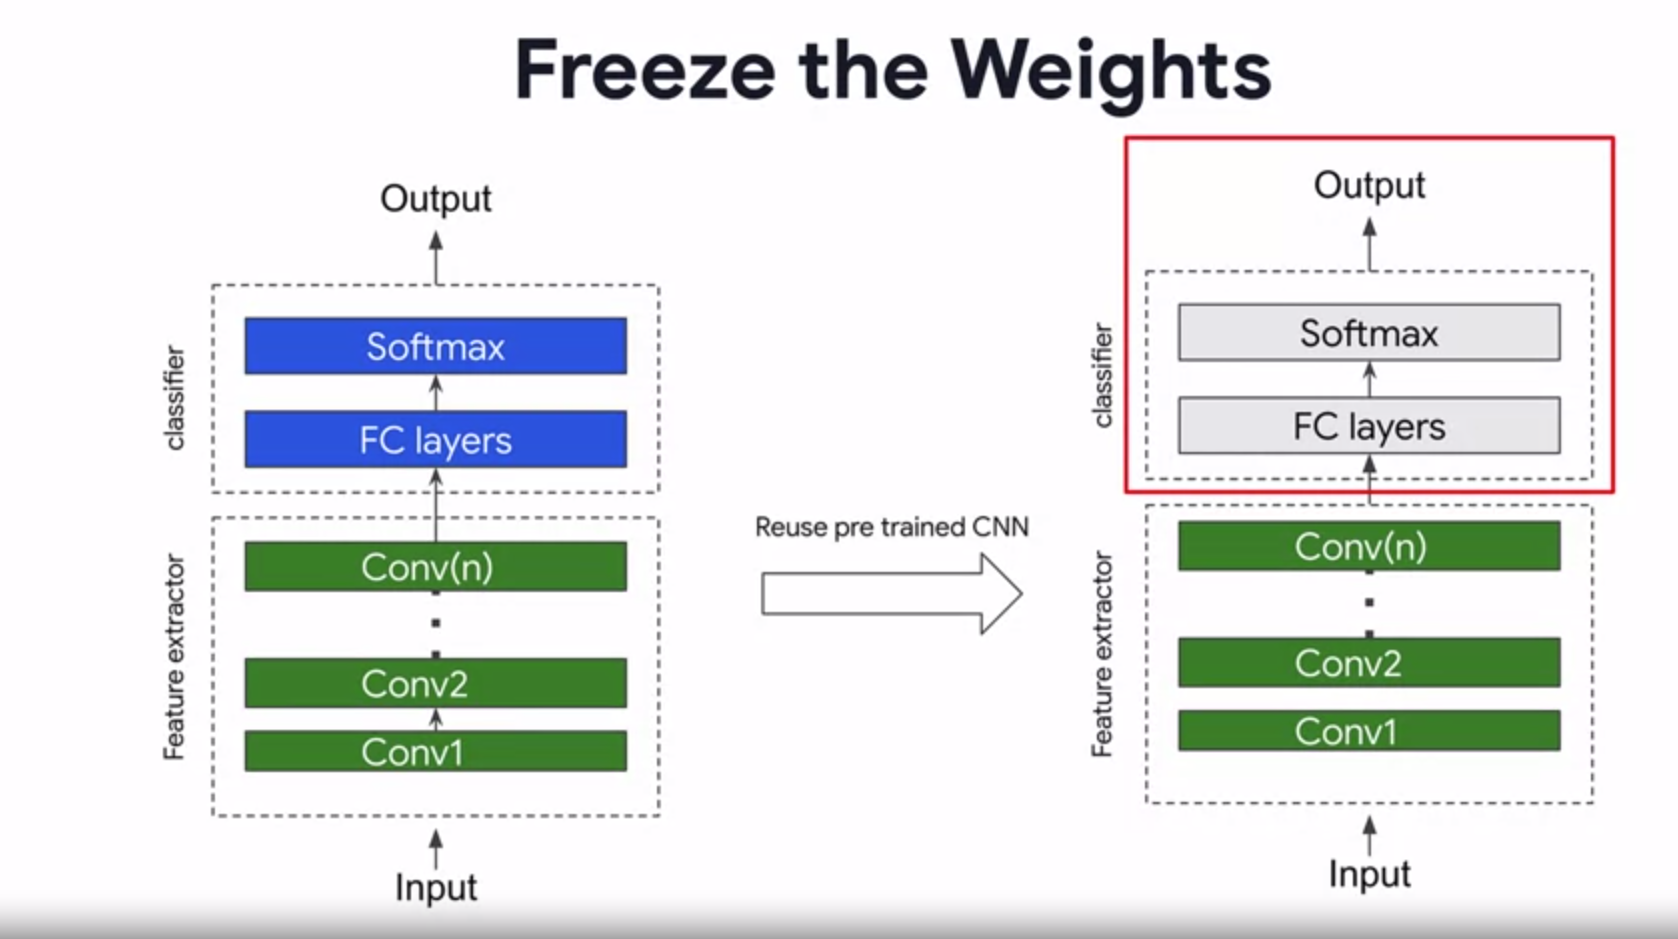 Freeze the Weights
Output
classifier
Softmax
FC layers
Feature extractor
Conv(n)
Conv2
Conv1
Input
Reuse pre trained CNN
Output
classifier
Softmax
FC layers
Feature extractor
Conv(n)
Conv2
Conv1
Input